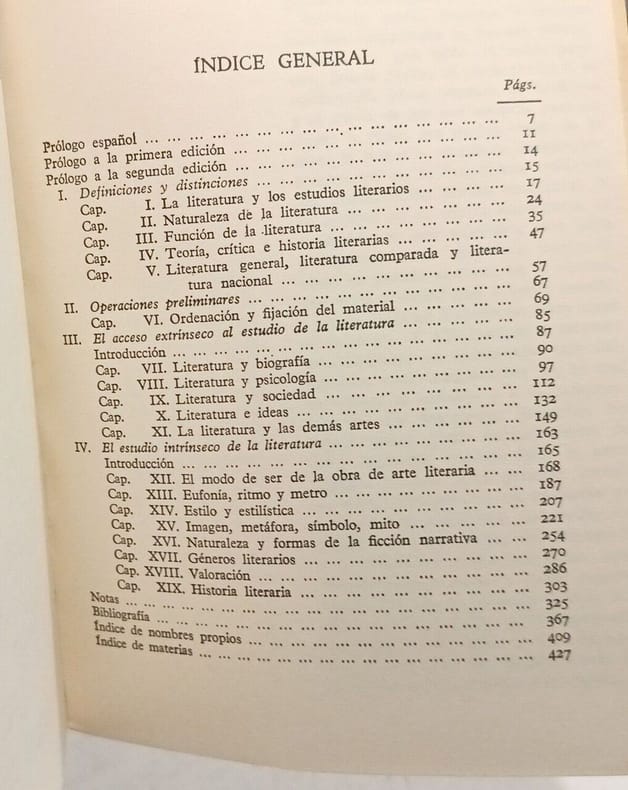 ÍNDICE GENERAL
Págs.
Prólogo español ... ... ... ... ... ... ... ... ... ... ... ... ... ... ... ... 7
Prólogo a la primera edición ... ... ... ... ... ... ... ... ... ... ... ... 11
Prólogo a la segunda edición ... ... ... ... ... ... ... ... ... ... ... ... 14
I. Definiciones y distinciones ... ... ... ... ... ... ... ... ... ... ... 15
Cap. I. La literatura y los estudios literarios ... ... ... ... 17
Cap. II. Naturaleza de la literatura ... ... ... ... ... ... ... 24
Cap. III. Función de la literatura ... ... ... ... ... ... ... ... 35
Cap. IV. Teoría, crítica e historia literarias ... ... ... ... ... 47
Cap. V. Literatura general, literatura comparada y litera-
tura nacional ... ... ... ... ... ... ... ... ... ... 57
II. Operaciones preliminares ... ... ... ... ... ... ... ... ... ... ... 67
Cap. VI. Ordenación y fijación del material ... ... ... ... ... 69
III. El acceso extrínseco al estudio de la literatura ... ... ... ... ... 85
Introducción ... ... ... ... ... ... ... ... ... ... ... ... ... ... 87
Cap. VII. Literatura y biografía ... ... ... ... ... ... ... ... 90
Cap. VIII. Literatura y psicología ... ... ... ... ... ... ... ... 97
Cap. IX. Literatura y sociedad ... ... ... ... ... ... ... ... 112
Cap. X. Literatura e ideas ... ... ... ... ... ... ... ... ... 132
Cap. XI. La literatura y las demás artes ... ... ... ... ... ... 149
IV. El estudio intrínseco de la literatura ... ... ... ... ... ... ... ... 163
Introducción ... ... ... ... ... ... ... ... ... ... ... ... ... ... 165
Cap. XII. El modo de ser de la obra de arte literaria ... ... 168
Cap. XIII. Eufonía, ritmo y metro ... ... ... ... ... ... ... ... 187
Cap. XIV. Estilo y estilística ... ... ... ... ... ... ... ... ... 207
Cap. XV. Imagen, metáfora, símbolo, mito ... ... ... ... ... 221
Cap. XVI. Naturaleza y formas de la ficción narrativa ... ... 254
Cap. XVII. Géneros literarios ... ... ... ... ... ... ... ... ... 270
Cap. XVIII. Valoración ... ... ... ... ... ... ... ... ... ... ... 286
Cap. XIX. Historia literaria ... ... ... ... ... ... ... ... ... 303
Notas ... ... ... ... ... ... ... ... ... ... ... ... ... ... ... ... ... 325
Bibliografía ... ... ... ... ... ... ... ... ... ... ... ... ... ... ... 367
Índice de nombres propios ... ... ... ... ... ... ... ... ... ... ... ... 409
Índice de materias ... ... ... ... ... ... ... ... ... ... ... ... ... ... 427